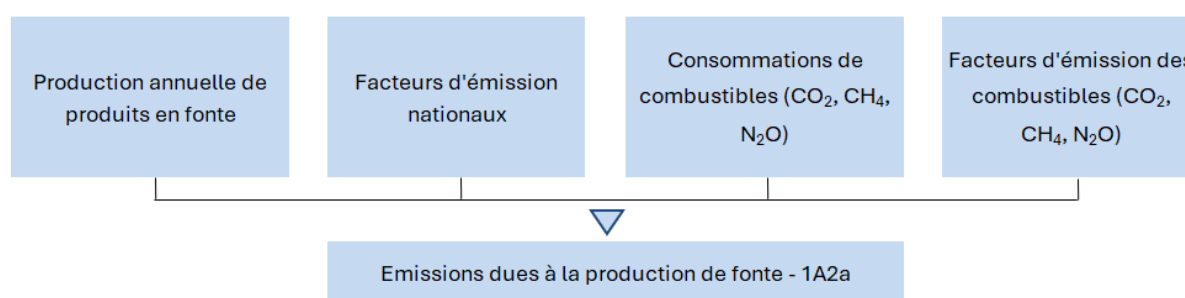 Production annuelle de
produits en fonte
Facteurs d'émission
nationaux
Consommations de
combustibles (CO₂, CH₄,
N₂O)
Facteurs d'émission des
combustibles (CO₂,
CH₄, N₂O)
Emissions dues à la production de fonte - 1A2a